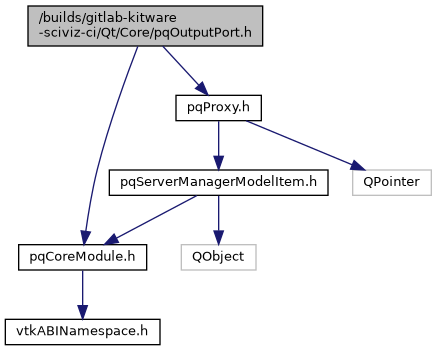 /builds/gitlab-kitware
-sciviz-ci/Qt/Core/pqOutputPort.h
pqProxy.h
pqServerManagerModelItem.h
QPointer
pqCoreModule.h
QObject
vtkABINamespace.h